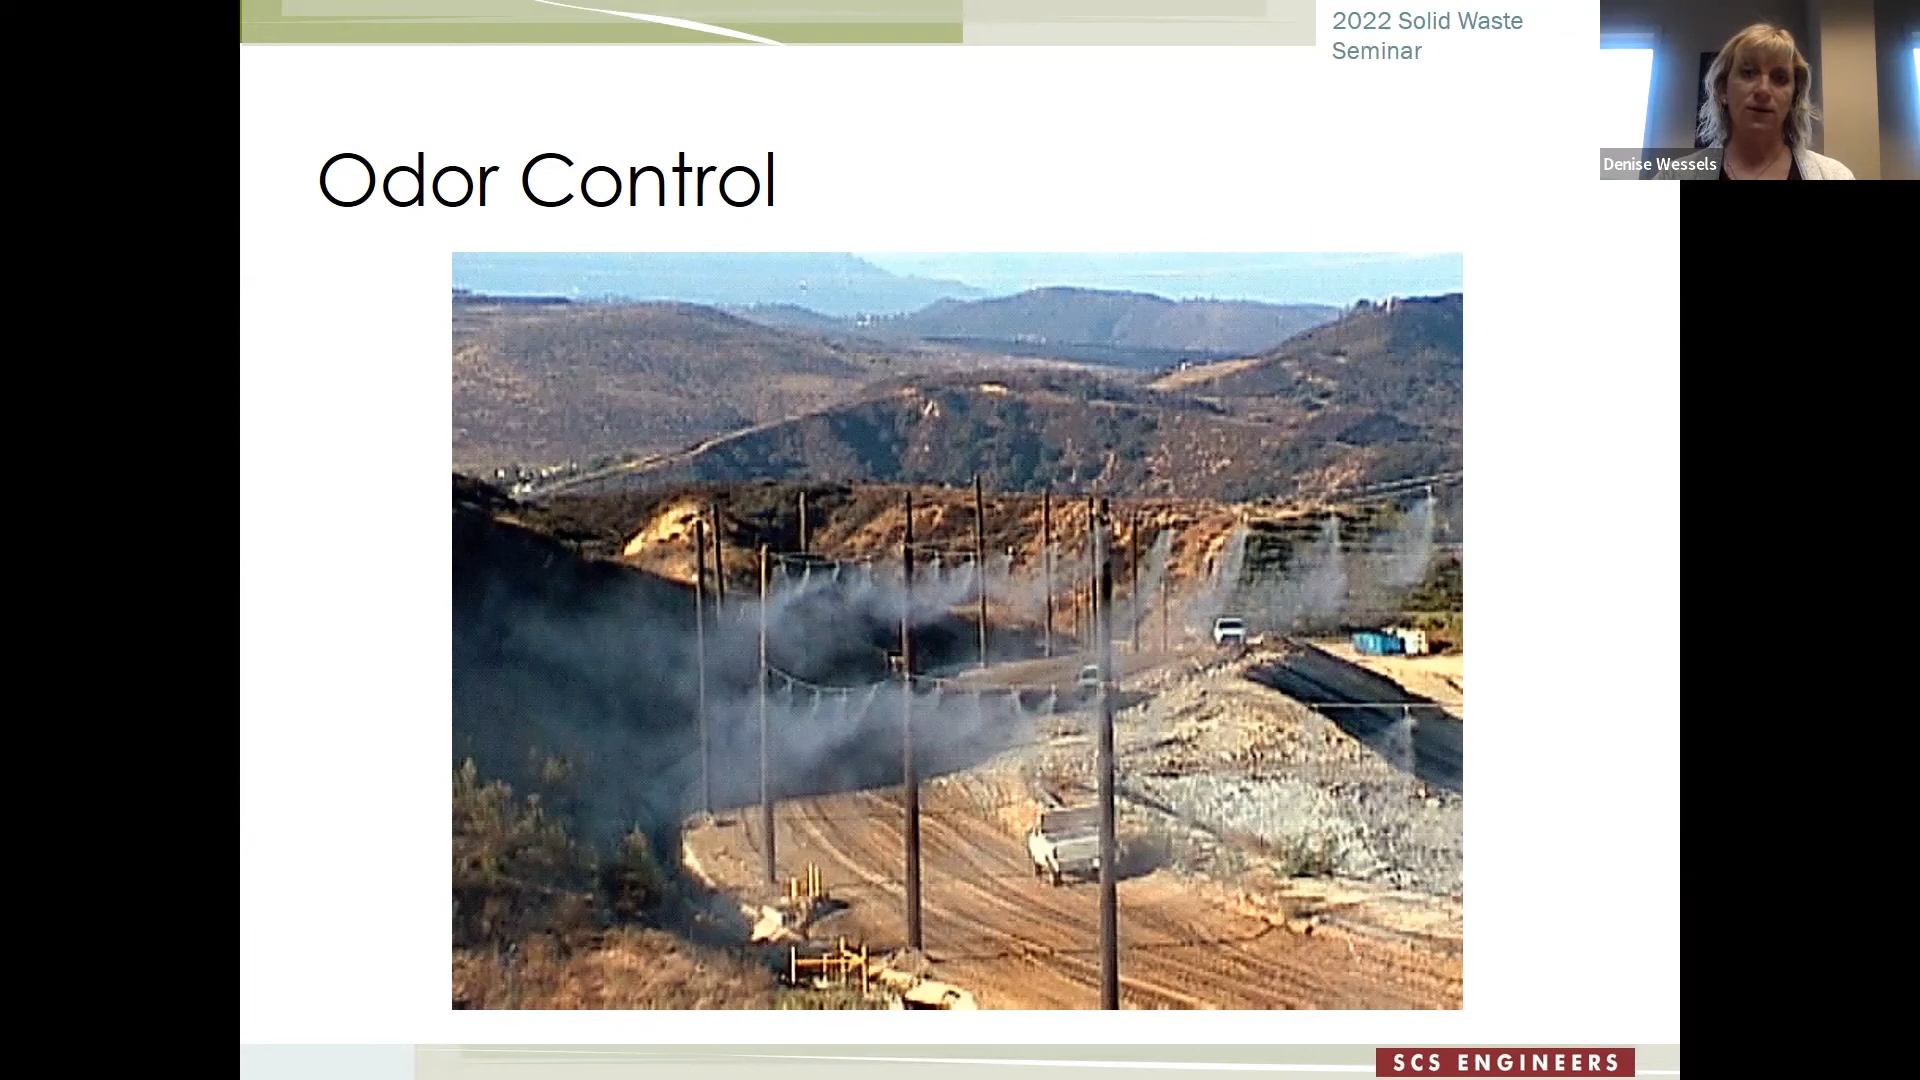 2022 Solid Waste
Seminar
Denise Wessels
Odor Control
SCS ENGINEERS